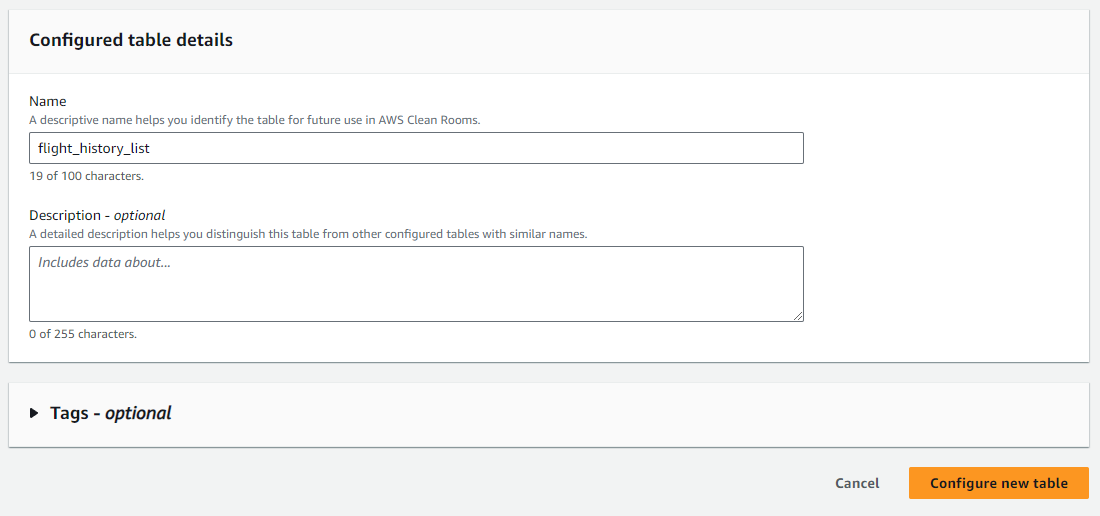 Configured table details
Name
A descriptive name helps you identify the table for future use in AWS Clean Rooms.
flight_history_list
19 of 100 characters.
Description - optional
A detailed description helps you distinguish this table from other configured tables with similar names.
Includes data about...
0 of 255 characters.
Tags - optional
Cancel
Configure new table